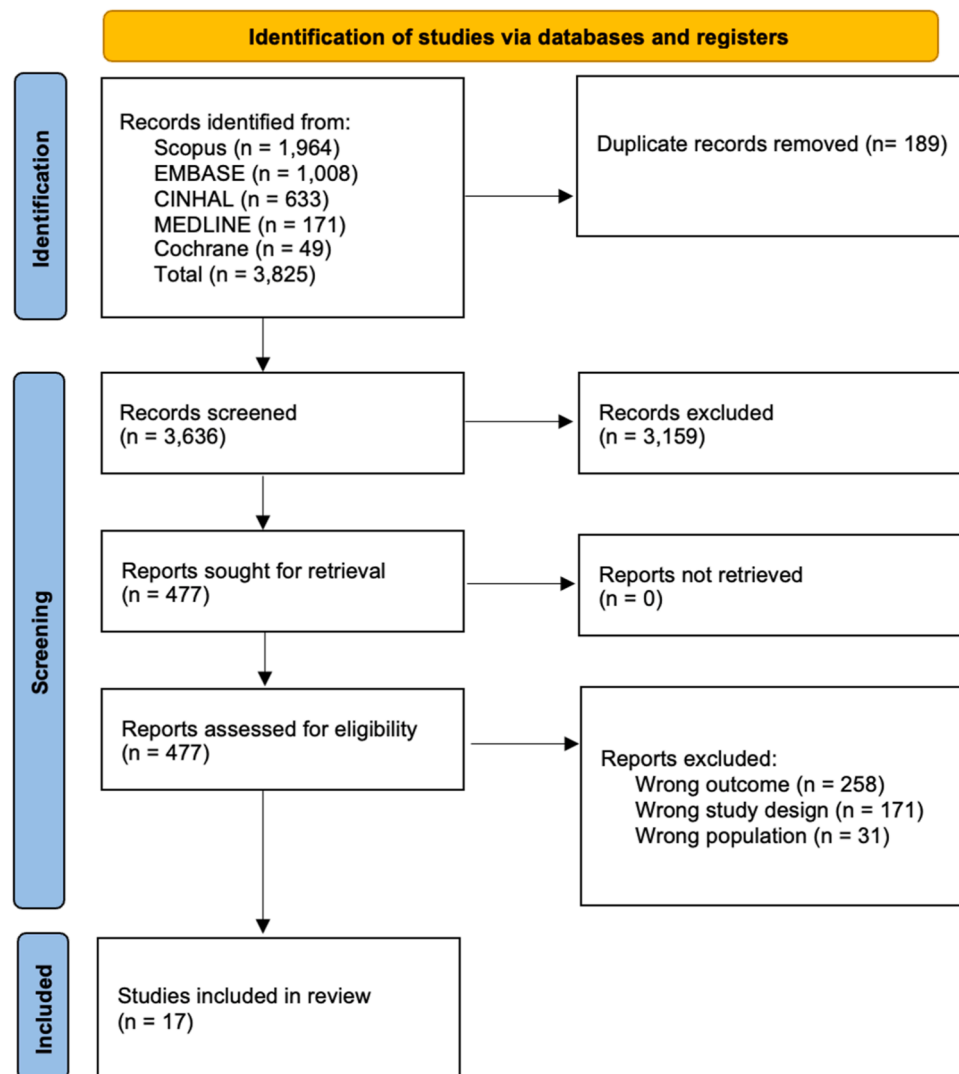 Identification of studies via databases and registers
Identification
Records identified from:
Scopus (n = 1,964)
EMBASE (n = 1,008)
CINHAL (n = 633)
MEDLINE (n = 171)
Cochrane (n = 49)
Total (n = 3,825)
Duplicate records removed (n= 189)
Screening
Records screened
(n = 3,636)
Records excluded
(n = 3,159)
Reports sought for retrieval
(n = 477)
Reports not retrieved
(n = 0)
Reports assessed for eligibility
(n = 477)
Reports excluded:
Wrong outcome (n = 258)
Wrong study design (n = 171)
Wrong population (n = 31)
Included
Studies included in review
(n = 17)